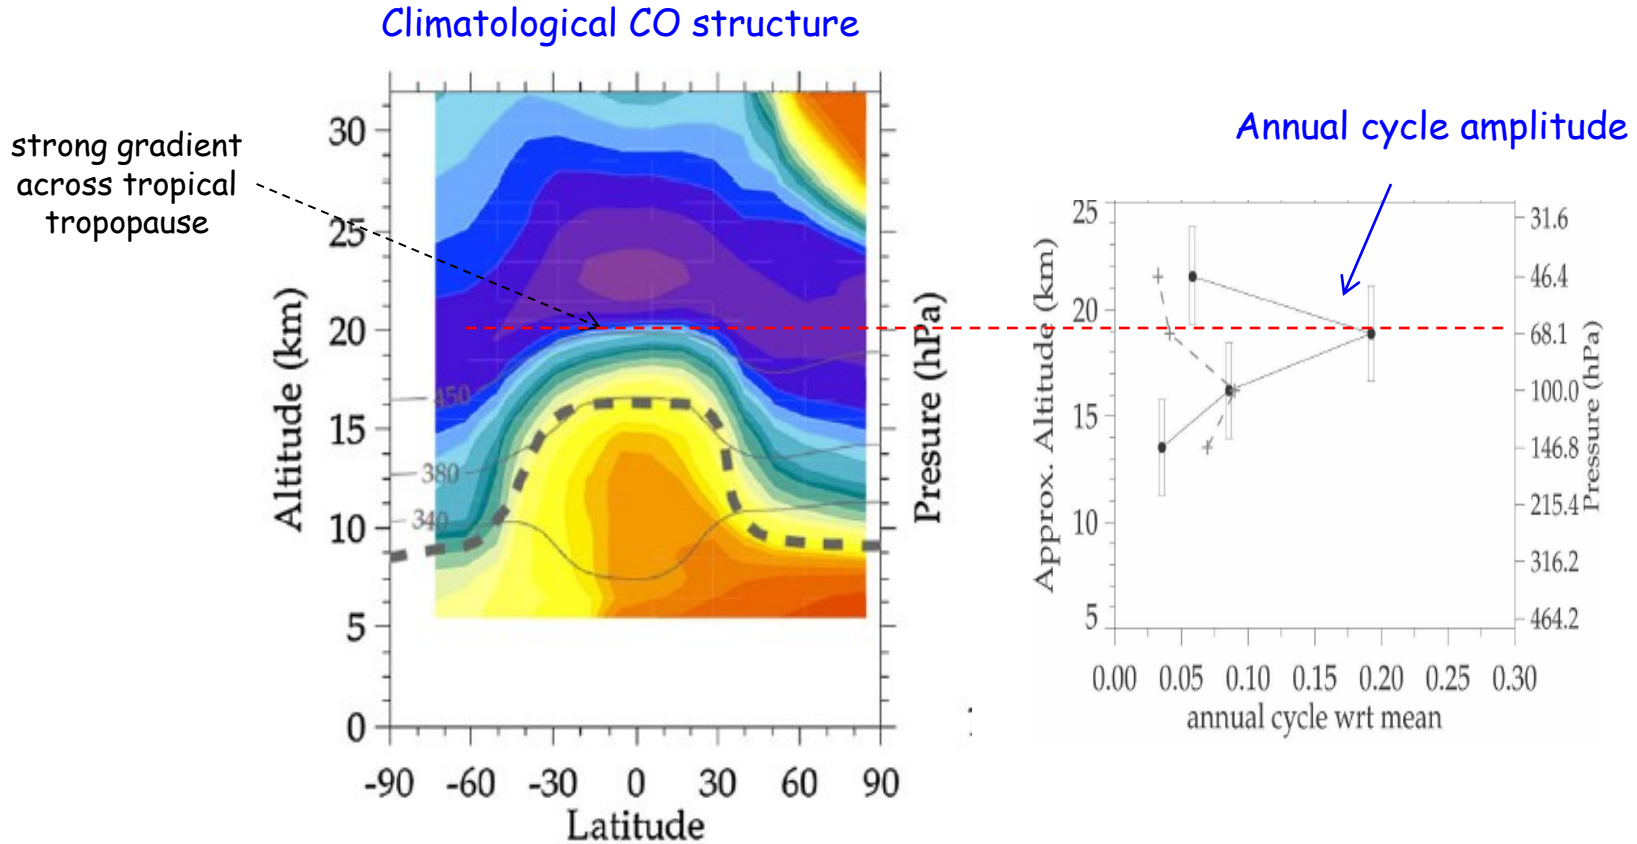 Climatological CO structure
strong gradient
across tropical
tropopause
Annual cycle amplitude
30
25
20
15
10
5
0
Altitude (km)
450
380
340
-90 -60 -30 0 30 60 90
Latitude
Pressure (hPa)
25
20
15
10
5
Approx. Altitude (km)
31.6
46.4
68.1
100.0
146.8
215.4
316.2
464.2
Pressure (hPa)
0.00 0.05 0.10 0.15 0.20 0.25 0.30
annual cycle wrt mean